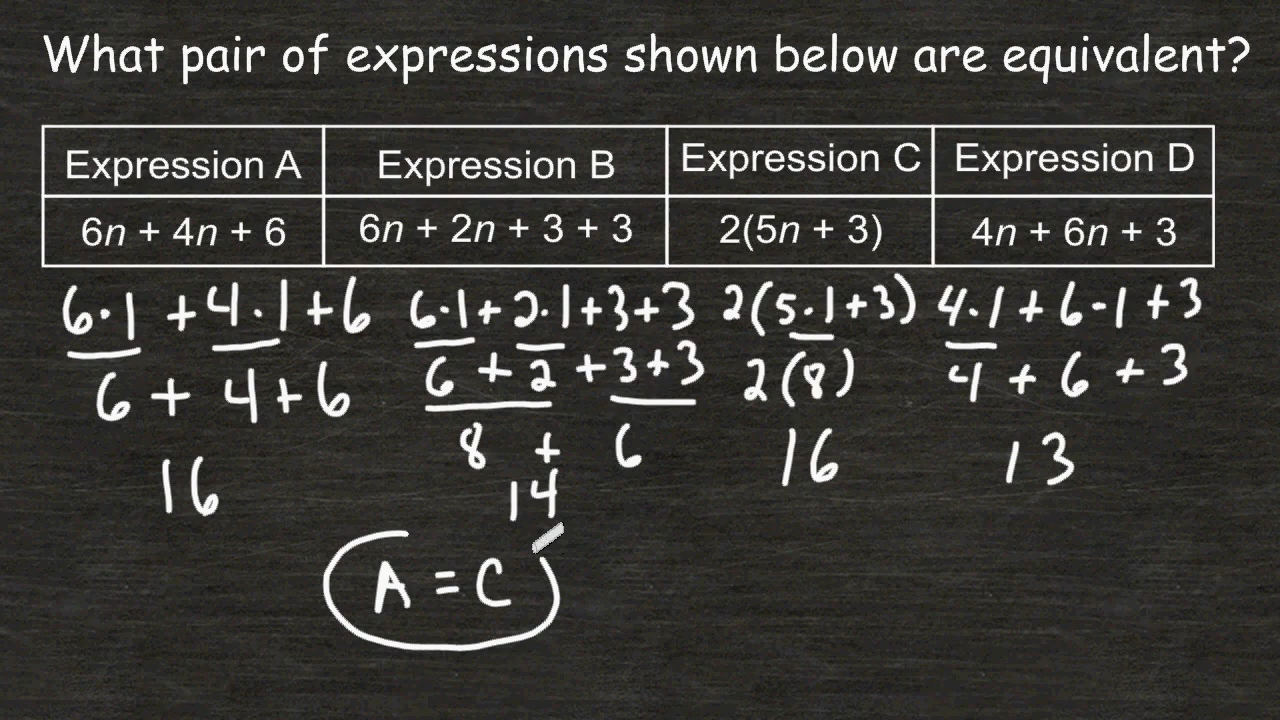 What pair of expressions shown below are equivalent?
Expression A Expression B Expression C Expression D
6n + 4n + 6 6n + 2n + 3 + 3 2(5n + 3) 4n + 6n + 3
6·1 + 4·1 + 6 6·1 + 2·1 + 3 + 3 2(5·1 + 3) 4·1 + 6·1 + 3
6 + 4 + 6 6 + 2 + 3 + 3 2(8) 4 + 6 + 3
16 8 + 6 16 13
14
A = C